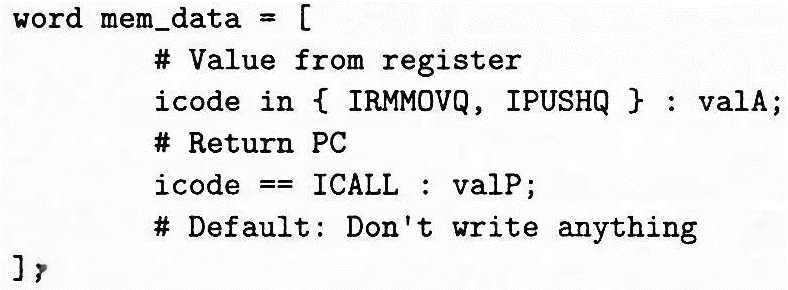 word mem_data = [
# Value from register
icode in { IRMMOVQ, IPUSHQ } : valA;
# Return PC
icode == ICALL : valP;
# Default: Don't write anything
];